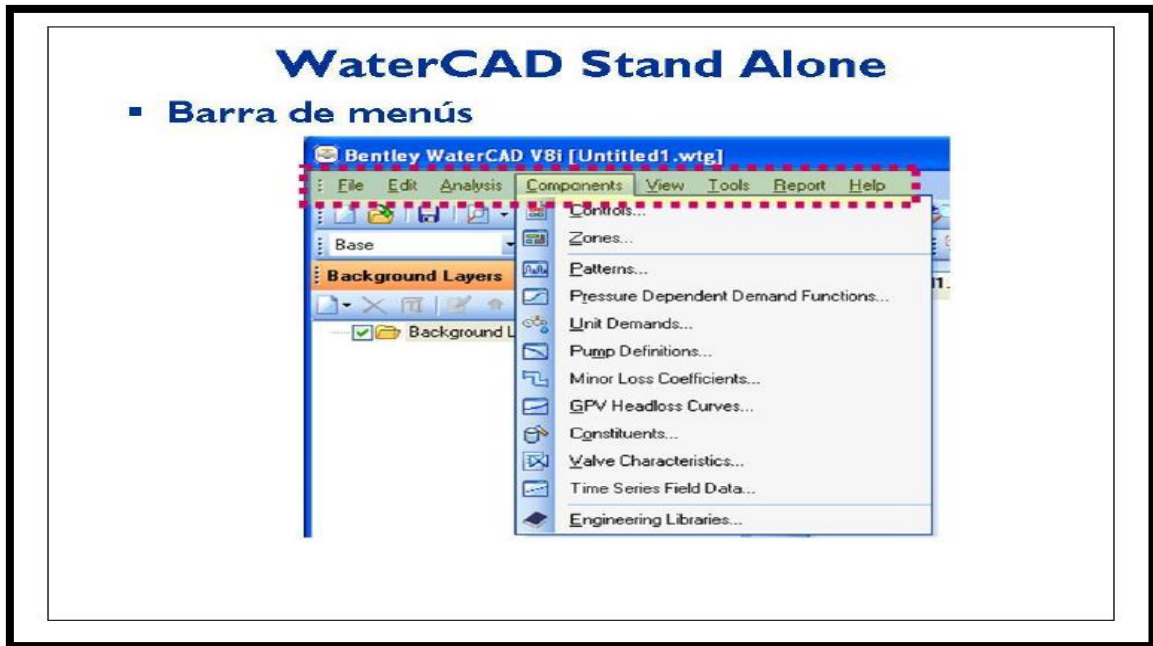 WaterCAD Stand Alone
▪ Barra de menús
Bentley WaterCAD V8i [Untitled1.wtg]
File Edit Analysis Components View Tools Report Help
Controls...
Base
Zones...
Background Layers
Patterns...
Pressure Dependent Demand Functions...
Background L
Unit Demands...
Pump Definitions...
Minor Loss Coefficients...
GPV Headloss Curves...
Constituents...
Valve Characteristics...
Time Series Field Data...
Engineering Libraries...